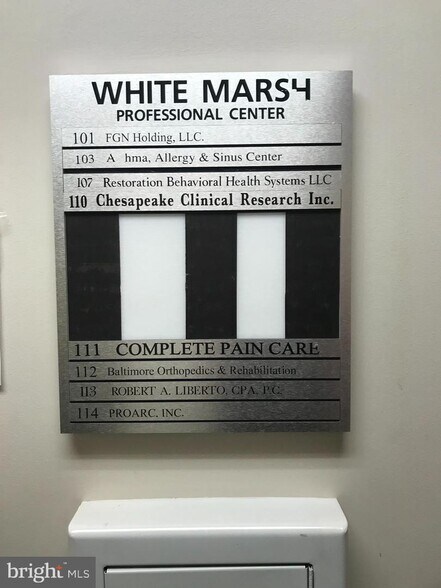 WHITE MARSH
PROFESSIONAL CENTER
101 FGN Holding, LLC.
103 A hma, Allergy & Sinus Center
107 Restoration Behavioral Health Systems LLC
110 Chesapeake Clinical Research Inc.
111 COMPLETE PAIN CARE
112 Baltimore Orthopedics & Rehabilitation
113 ROBERT A. LIBERTO, CPA, P.C.
114 PROARC, INC.
bright MLS